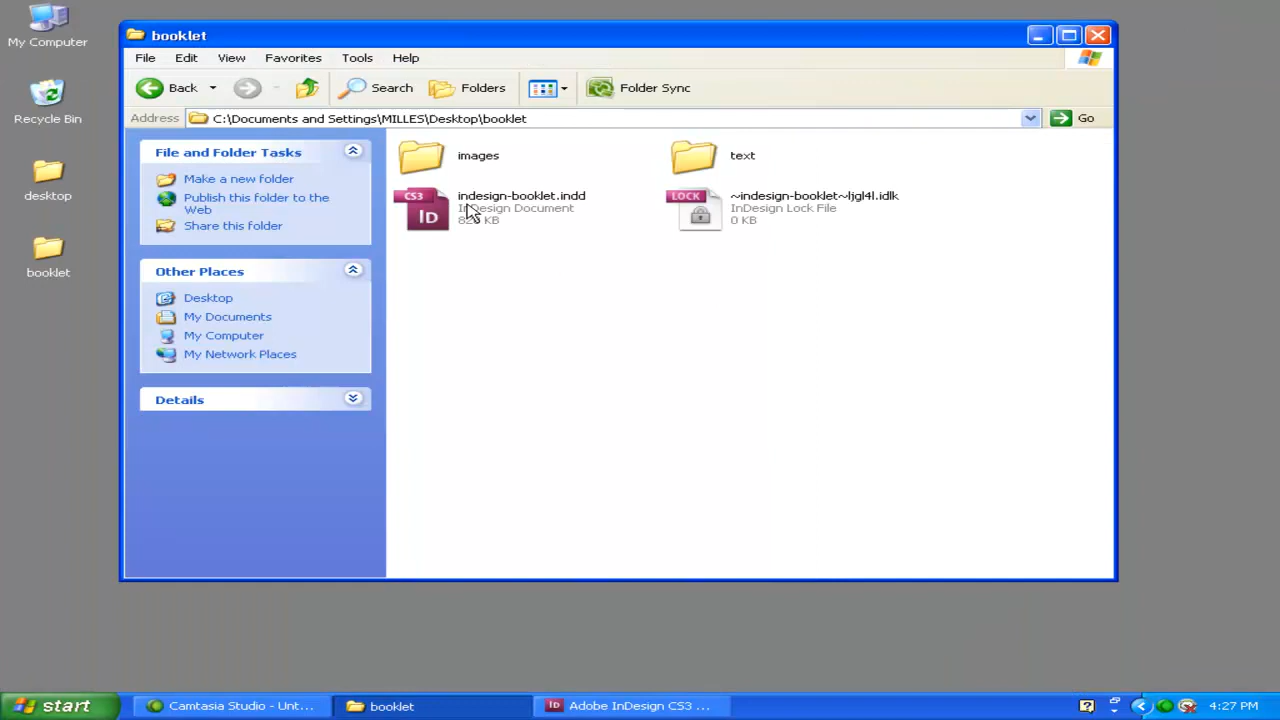 My Computer
Recycle Bin
desktop
booklet
booklet
File Edit View Favorites Tools Help
Back Search Folders Folder Sync
Address C:\Documents and Settings\MILLES\Desktop\booklet Go
File and Folder Tasks
Make a new folder
Publish this folder to the
Web
Share this folder
Other Places
Desktop
My Documents
My Computer
My Network Places
Details
images
text
CS3
Id
indesign-booklet.indd
InDesign Document
KB
LOCK
~indesign-booklet~ljgl4l.idlk
InDesign Lock File
0 KB
start
Camtasia Studio - Unt...
booklet
Id
Adobe InDesign CS3 ...
4:27 PM